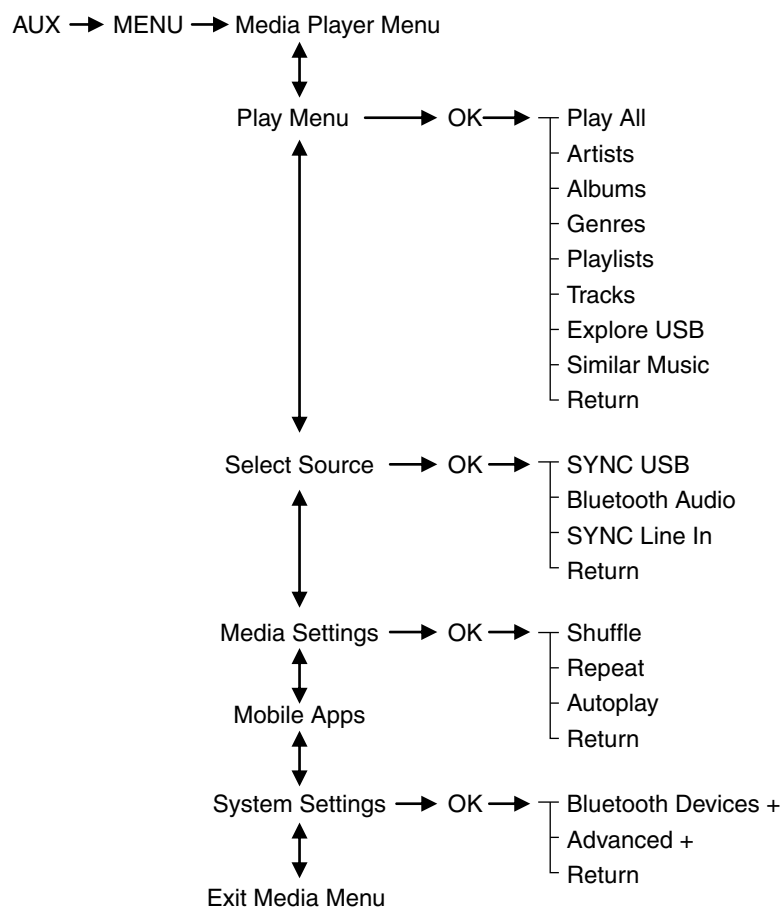 AUX MENU Media Player Menu
Play Menu OK Play All
Artists
Albums
Genres
Playlists
Tracks
Explore USB
Similar Music
Return
Select Source OK SYNC USB
Bluetooth Audio
SYNC Line In
Return
Media Settings OK Shuffle
Repeat
Autoplay
Mobile Apps
Return
System Settings OK Bluetooth Devices +
Advanced +
Return
Exit Media Menu